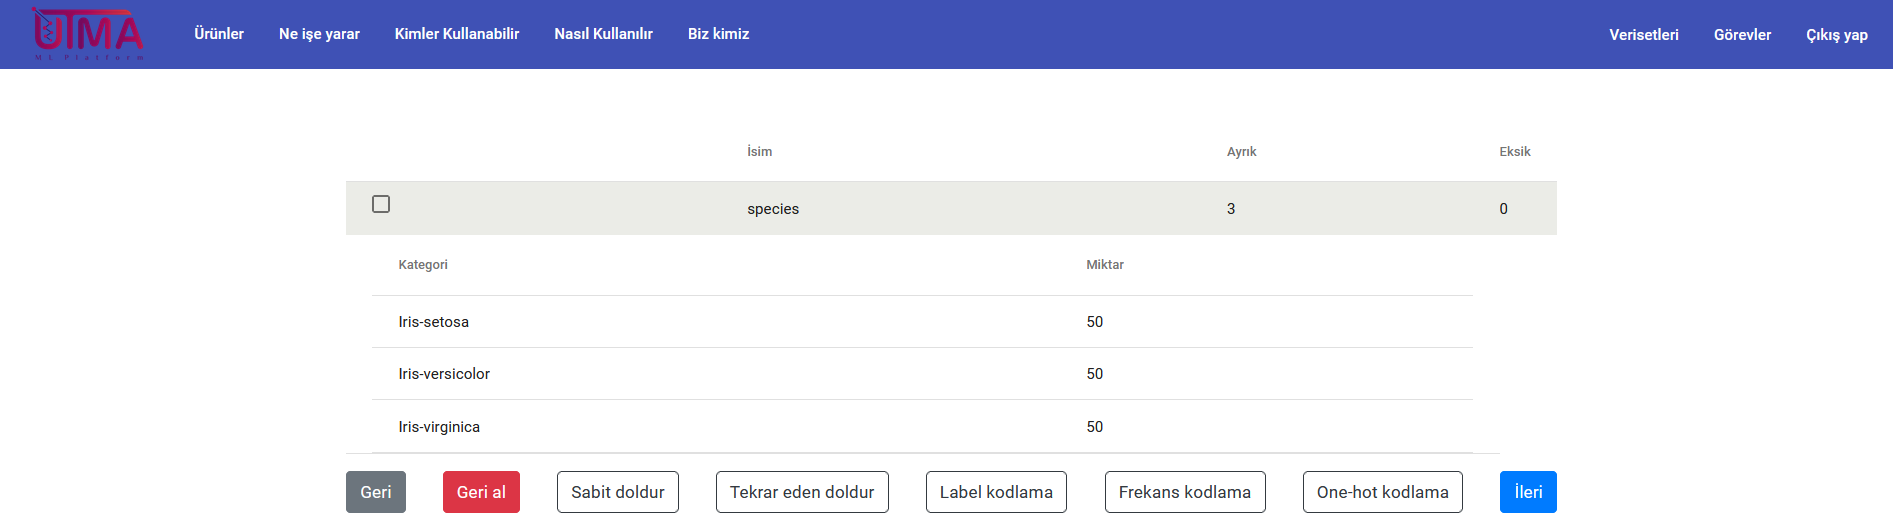 UTMA
ML Platform
Ürünler Ne işe yarar Kimler Kullanabilir Nasıl Kullanılır Biz kimiz Verisetleri Görevler Çıkış yap
İsim Ayrık Eksik
species 3 0
Kategori Miktar
Iris-setosa 50
Iris-versicolor 50
Iris-virginica 50
Geri Geri al Sabit doldur Tekrar eden doldur Label kodlama Frekans kodlama One-hot kodlama İleri